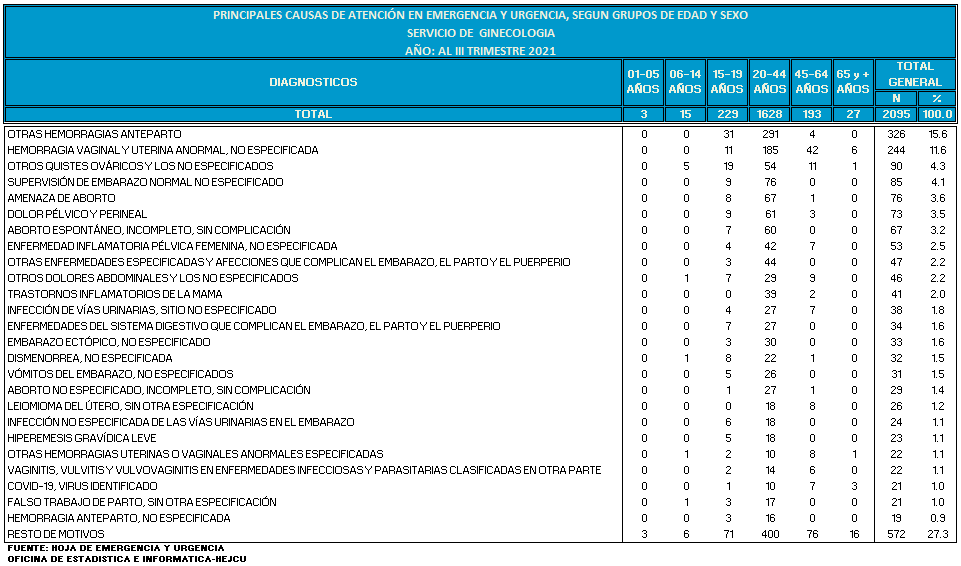 PRINCIPALES CAUSAS DE ATENCIÓN EN EMERGENCIA Y URGENCIA, SEGUN GRUPOS DE EDAD Y SEXO
SERVICIO DE GINECOLOGIA
AÑO: AL III TRIMESTRE 2021
DIAGNOSTICOS 01-05 AÑOS 06-14 AÑOS 15-19 AÑOS 20-44 AÑOS 45-64 AÑOS 65 y + AÑOS TOTAL GENERAL
N %
TOTAL 3 15 229 1628 193 27 2095 100.0
OTRAS HEMORRAGIAS ANTEPARTO 0 0 31 291 4 0 326 15.6
HEMORRAGIA VAGINAL Y UTERINA ANORMAL, NO ESPECIFICADA 0 0 11 185 42 6 244 11.6
OTROS QUISTES OVÁRICOS Y LOS NO ESPECIFICADOS 0 5 19 54 11 1 90 4.3
SUPERVISIÓN DE EMBARAZO NORMAL NO ESPECIFICADO 0 0 9 76 0 0 85 4.1
AMENAZA DE ABORTO 0 0 8 67 1 0 76 3.6
DOLOR PÉLVICO Y PERINEAL 0 0 9 61 3 0 73 3.5
ABORTO ESPONTÁNEO, INCOMPLETO, SIN COMPLICACIÓN 0 0 7 60 0 0 67 3.2
ENFERMEDAD INFLAMATORIA PÉLVICA FEMENINA, NO ESPECIFICADA 0 0 4 42 7 0 53 2.5
OTRAS ENFERMEDADES ESPECIFICADAS Y AFECCIONES QUE COMPLICAN EL EMBARAZO, EL PARTO Y EL PUERPERIO 0 0 3 44 0 0 47 2.2
OTROS DOLORES ABDOMINALES Y LOS NO ESPECIFICADOS 0 1 7 29 9 0 46 2.2
TRASTORNOS INFLAMATORIOS DE LA MAMA 0 0 0 39 2 0 41 2.0
INFECCIÓN DE VÍAS URINARIAS, SITIO NO ESPECIFICADO 0 0 4 27 7 0 38 1.8
ENFERMEDADES DEL SISTEMA DIGESTIVO QUE COMPLICAN EL EMBARAZO, EL PARTO Y EL PUERPERIO 0 0 7 27 0 0 34 1.6
EMBARAZO ECTÓPICO, NO ESPECIFICADO 0 0 3 30 0 0 33 1.6
DISMENORREA, NO ESPECIFICADA 0 1 8 22 1 0 32 1.5
VÓMITOS DEL EMBARAZO, NO ESPECIFICADOS 0 0 5 26 0 0 31 1.5
ABORTO NO ESPECIFICADO, INCOMPLETO, SIN COMPLICACIÓN 0 0 1 27 1 0 29 1.4
LEIOMIOMA DEL ÚTERO, SIN OTRA ESPECIFICACIÓN 0 0 0 18 8 0 26 1.2
INFECCIÓN NO ESPECIFICADA DE LAS VÍAS URINARIAS EN EL EMBARAZO 0 0 6 18 0 0 24 1.1
HIPEREMESIS GRAVÍDICA LEVE 0 0 5 18 0 0 23 1.1
OTRAS HEMORRAGIAS UTERINAS O VAGINALES ANORMALES ESPECIFICADAS 0 1 2 10 8 1 22 1.1
VAGINITIS, VULVITIS Y VULVOVAGINITIS EN ENFERMEDADES INFECCIOSAS Y PARASITARIAS CLASIFICADAS EN OTRA PARTE 0 0 2 14 6 0 22 1.1
COVID-19, VIRUS IDENTIFICADO 0 0 1 10 7 3 21 1.0
FALSO TRABAJO DE PARTO, SIN OTRA ESPECIFICACIÓN 0 1 3 17 0 0 21 1.0
HEMORRAGIA ANTEPARTO, NO ESPECIFICADA 0 0 3 16 0 0 19 0.9
RESTO DE MOTIVOS 3 6 71 400 76 16 572 27.3
FUENTE: HOJA DE EMERGENCIA Y URGENCIA
OFICINA DE ESTADISTICA E INFORMATICA-HEJCU